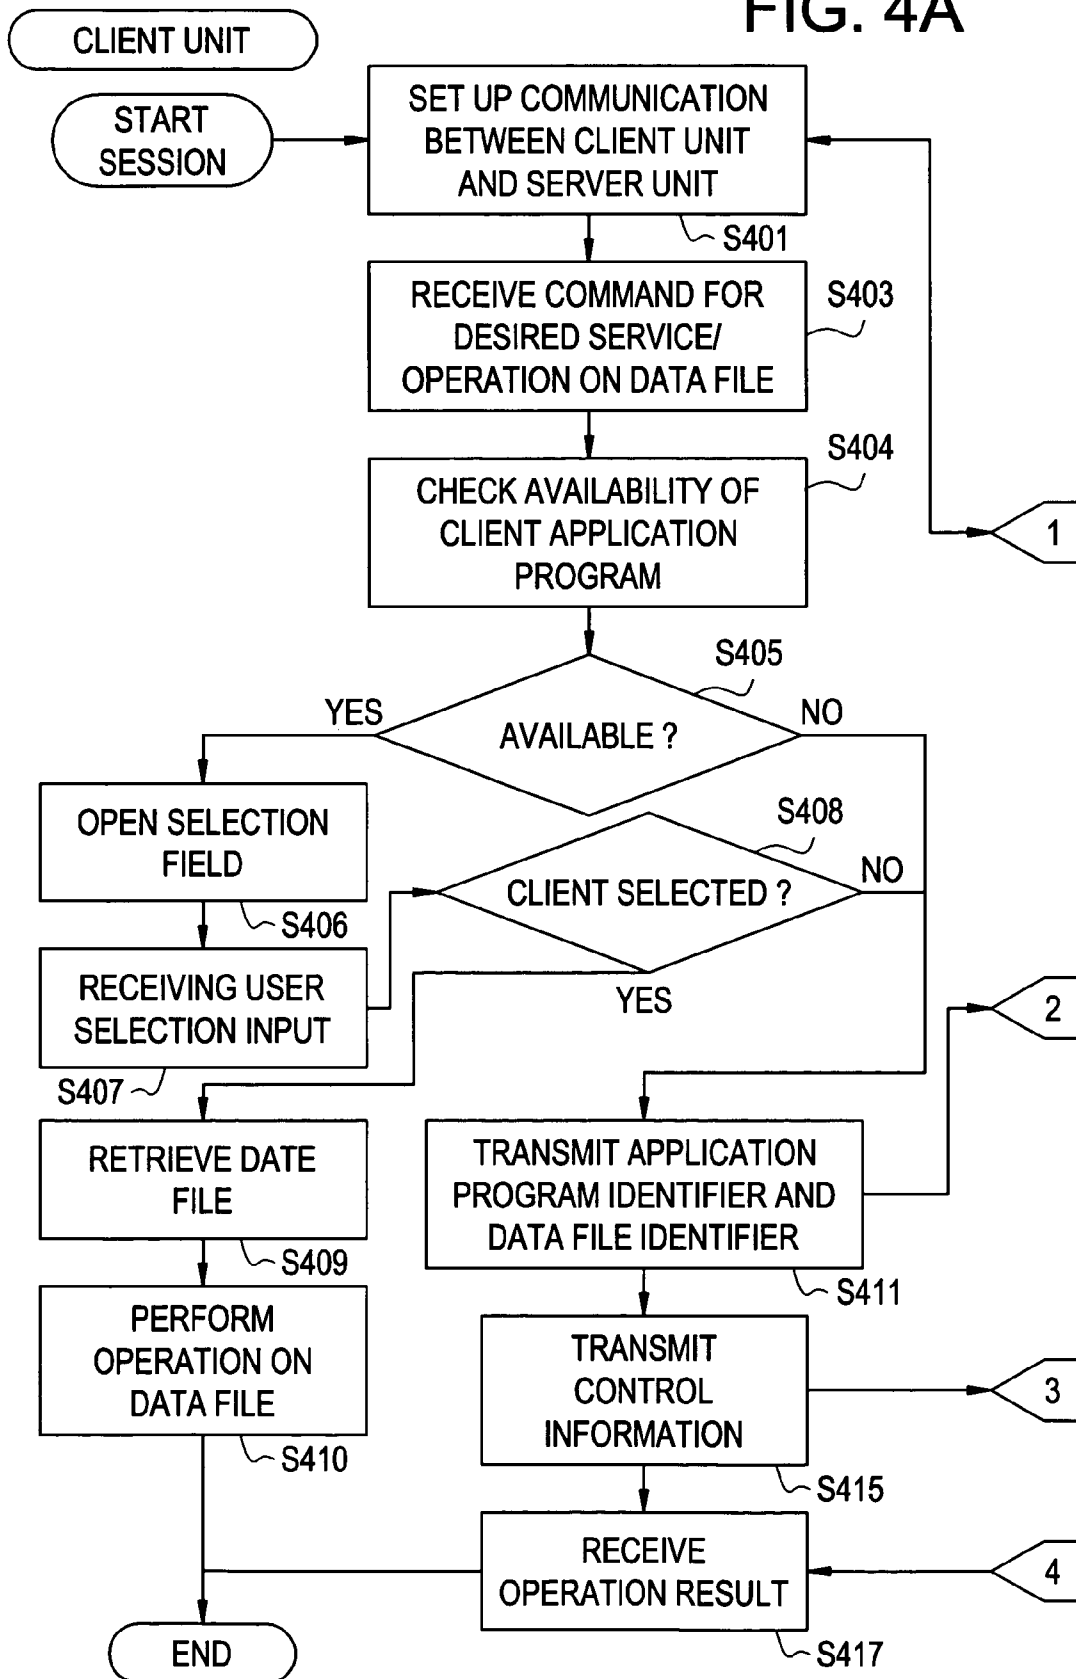 FIG. 4A
CLIENT UNIT
START
SESSION
SET UP COMMUNICATION
BETWEEN CLIENT UNIT
AND SERVER UNIT
S401
RECEIVE COMMAND FOR
DESIRED SERVICE/
OPERATION ON DATA FILE
S403
CHECK AVAILABILITY OF
CLIENT APPLICATION
PROGRAM
S404
1
AVAILABLE ?
S405
YES
NO
OPEN SELECTION
FIELD
S406
CLIENT SELECTED ?
S408
NO
YES
RECEIVING USER
SELECTION INPUT
S407
2
RETRIEVE DATE
FILE
S409
TRANSMIT APPLICATION
PROGRAM IDENTIFIER AND
DATA FILE IDENTIFIER
S411
PERFORM
OPERATION ON
DATA FILE
S410
TRANSMIT
CONTROL
INFORMATION
S415
3
RECEIVE
OPERATION RESULT
S417
4
END